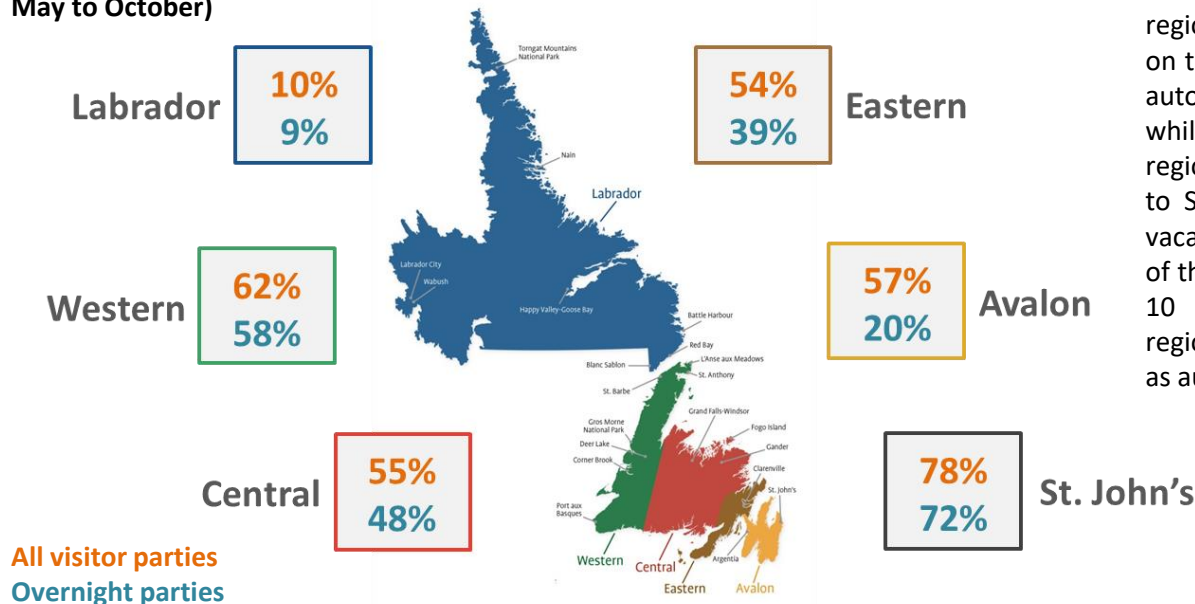 May to October)
Labrador
10%
9%
54%
39%
Eastern
Western
62%
58%
57%
20%
Avalon
Central
55%
48%
78%
72%
St. John's
All visitor parties
Overnight parties
Torngat Mountains
National Park
Nain
Labrador
Labrador City
Wabush
Happy Valley-Goose Bay
Battle Harbour
Red Bay
Blanc Sablon
L'Anse aux Meadows
St. Anthony
St. Barbe
Grand Falls-Windsor
Gros Morne
National Park
Fogo Island
Deer Lake
Gander
Corner Brook
Clarenville
St. John's
Port aux
Basques
Argentia
Western
Central
Eastern
Avalon
regio
on t
auto
whil
regio
to S
vaca
of th
10
regio
as au